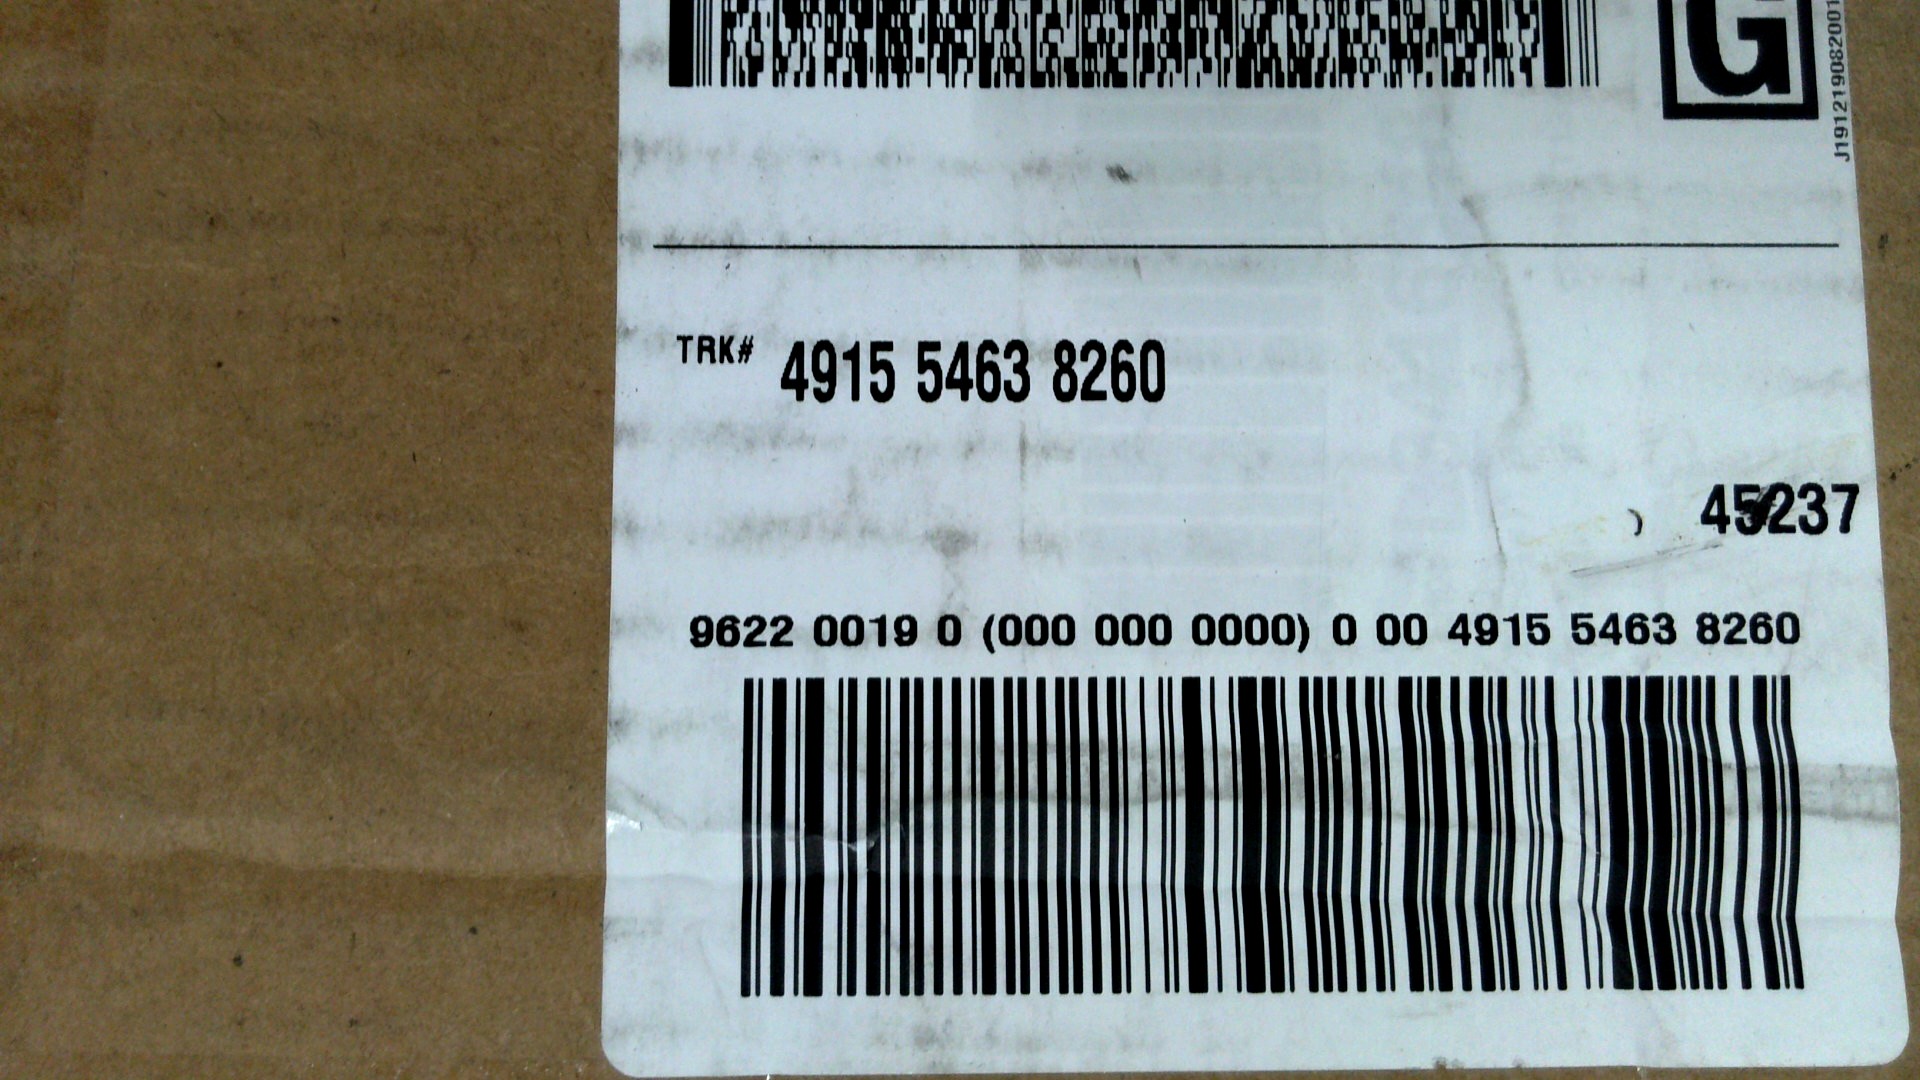 G
J191219082001
TRK# 4915 5463 8260
45237
9622 0019 0 (000 000 0000) 0 00 4915 5463 8260